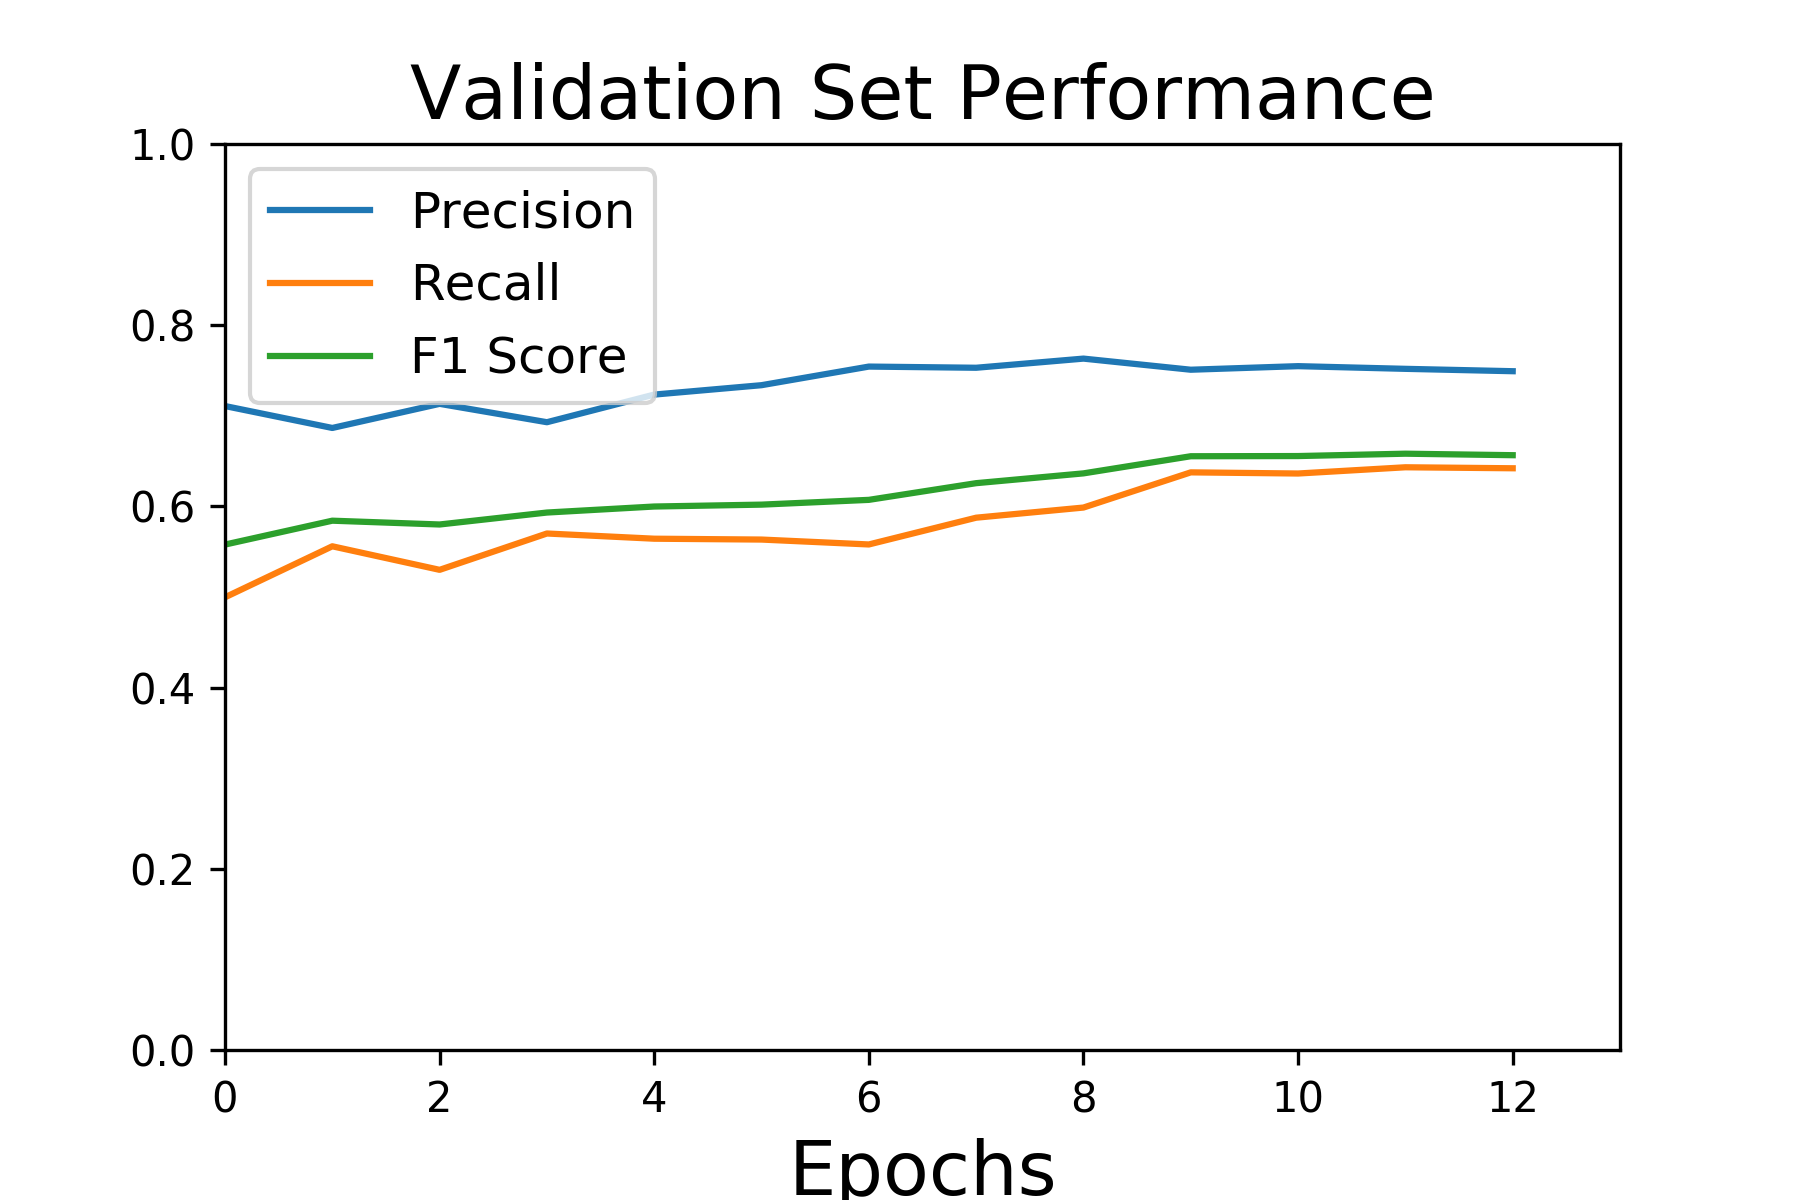 Validation Set Performance
1.0
0.8
0.6
0.4
0.2
0.0
Precision
Recall
F1 Score
0 2 4 6 8 10 12
Epochs